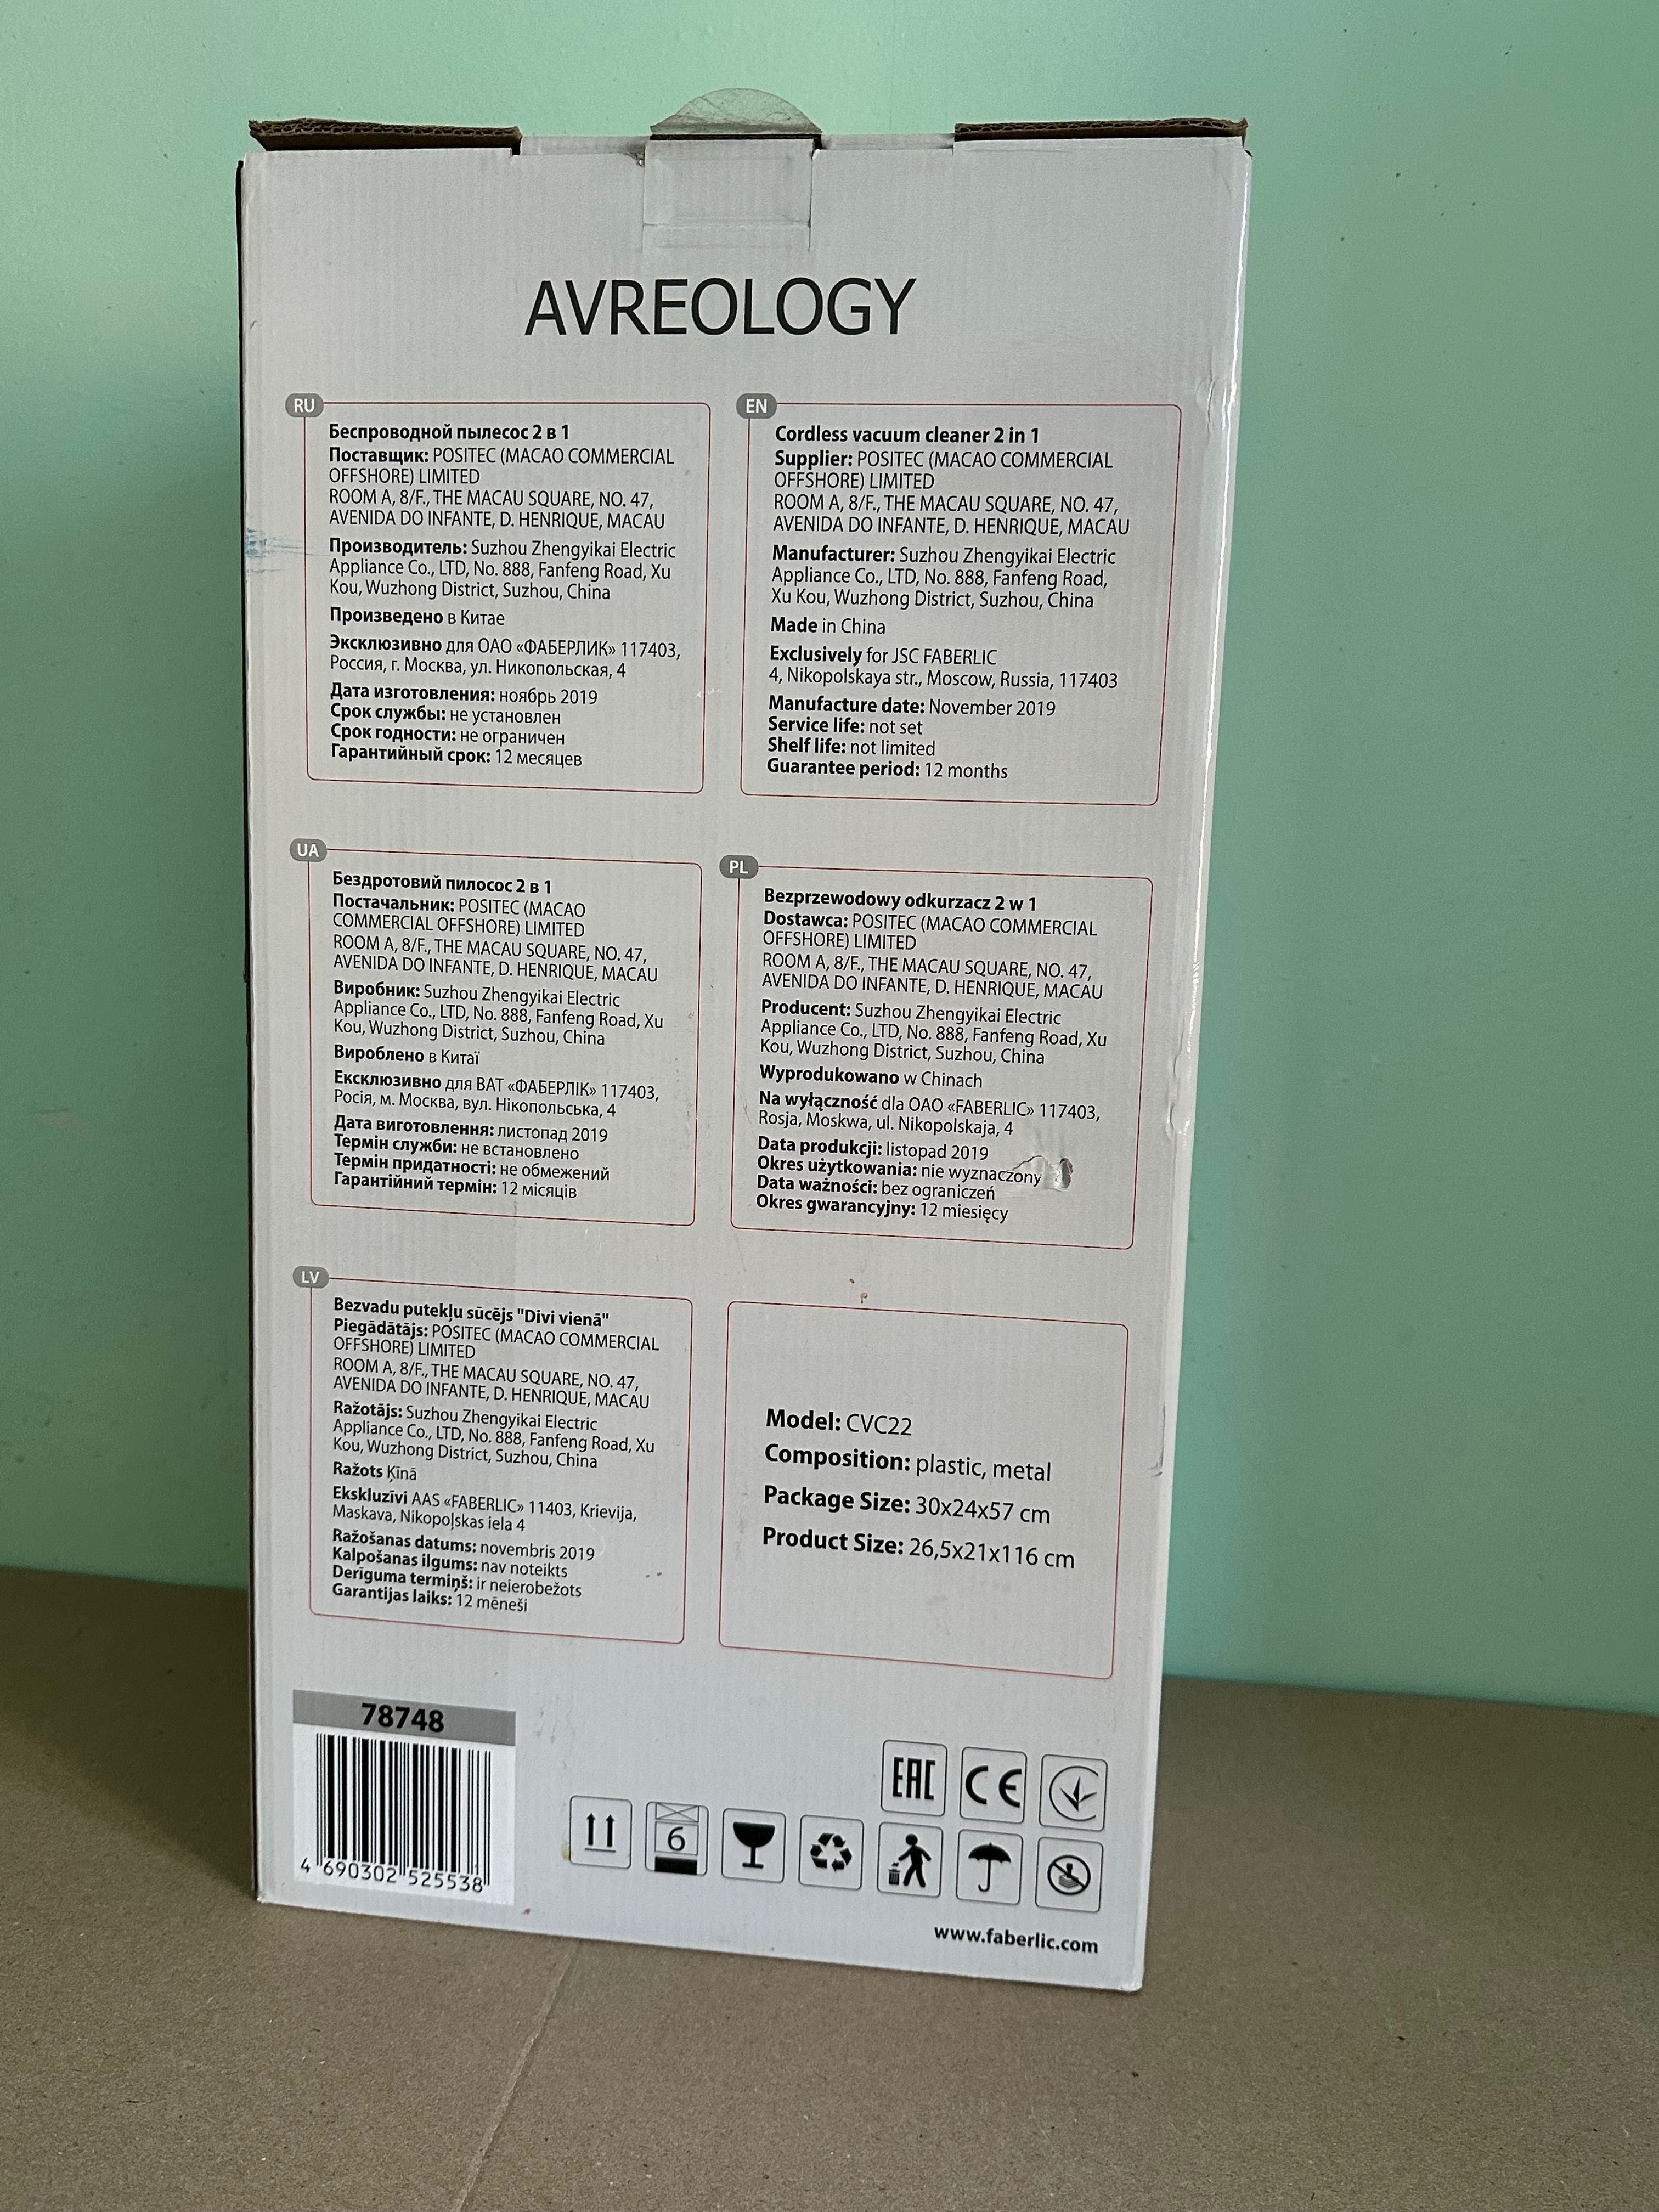 AVREOLOGY
RU
Беспроводной пылесос 2 в 1
Поставщик: POSITEC (MACAO COMMERCIAL
OFFSHORE) LIMITED
ROOM A, 8/F., THE MACAU SQUARE, NO. 47,
AVENIDA DO INFANTE, D. HENRIQUE, MACAU
Производитель: Suzhou Zhengyikai Electric
Appliance Co., LTD, No. 888, Fanfeng Road, Xu
Kou, Wuzhong District, Suzhou, China
Произведено в Китае
Эксклюзивно для ОАО «ФАБЕРЛИК» 117403,
Россия, г. Москва, ул. Никопольская, 4
Дата изготовления: ноябрь 2019
Срок службы: не установлен
Срок годности: не ограничен
Гарантийный срок: 12 месяцев
EN
Cordless vacuum cleaner 2 in 1
Supplier: POSITEC (MACAO COMMERCIAL
OFFSHORE) LIMITED
ROOM A, 8/F., THE MACAU SQUARE, NO. 47,
AVENIDA DO INFANTE, D. HENRIQUE, MACAU
Manufacturer: Suzhou Zhengyikai Electric
Appliance Co., LTD, No. 888, Fanfeng Road,
Xu Kou, Wuzhong District, Suzhou, China
Made in China
Exclusively for JSC FABERLIC
4, Nikopolskaya str., Moscow, Russia, 117403
Manufacture date: November 2019
Service life: not set
Shelf life: not limited
Guarantee period: 12 months
UA
Бездротовий пилосос 2 в 1
Постачальник: POSITEC (MACAO
COMMERCIAL OFFSHORE) LIMITED
ROOM A, 8/F., THE MACAU SQUARE, NO. 47,
AVENIDA DO INFANTE, D. HENRIQUE, MACAU
Виробник: Suzhou Zhengyikai Electric
Appliance Co., LTD, No. 888, Fanfeng Road, Xu
Kou, Wuzhong District, Suzhou, China
Вироблено в Китаї
Ексклюзивно для ВАТ «ФАБЕРЛІК» 117403,
Росія, м. Москва, вул. Нікопольська, 4
Дата виготовлення: листопад 2019
Термін служби: не встановлено
Термін придатності: не обмежений
Гарантійний термін: 12 місяців
PL
Bezprzewodowy odkurzacz 2 w 1
Dostawca: POSITEC (MACAO COMMERCIAL
OFFSHORE) LIMITED
ROOM A, 8/F., THE MACAU SQUARE, NO. 47,
AVENIDA DO INFANTE, D. HENRIQUE, MACAU
Producent: Suzhou Zhengyikai Electric
Appliance Co., LTD, No. 888, Fanfeng Road, Xu
Kou, Wuzhong District, Suzhou, China
Wyprodukowano w Chinach
Na wyłączność dla OAO «FABERLIC» 117403,
Rosja, Moskwa, ul. Nikopolskaja, 4
Data produkcji: listopad 2019
Okres użytkowania: nie wyznaczony
Data ważności: bez ograniczeń
Okres gwarancyjny: 12 miesięcy
LV
Bezvadu putekļu sūcējs "Divi vienā"
Piegādātājs: POSITEC (MACAO COMMERCIAL
OFFSHORE) LIMITED
ROOM A, 8/F., THE MACAU SQUARE, NO. 47,
AVENIDA DO INFANTE, D. HENRIQUE, MACAU
Ražotājs: Suzhou Zhengyikai Electric
Appliance Co., LTD, No. 888, Fanfeng Road, Xu
Kou, Wuzhong District, Suzhou, China
Ražots Ķīnā
Ekskluzīvi AAS «FABERLIC» 11403, Krievija,
Maskava, Nikopoļskas iela 4
Ražošanas datums: novembris 2019
Kalpošanas ilgums: nav noteikts
Derīguma termiņš: ir neierobežots
Garantijas laiks: 12 mēneši
Model: CVC22
Composition: plastic, metal
Package Size: 30x24x57 cm
Product Size: 26,5x21x116 cm
78748
4 690302 525538
EAC
CE
6
www.faberlic.com